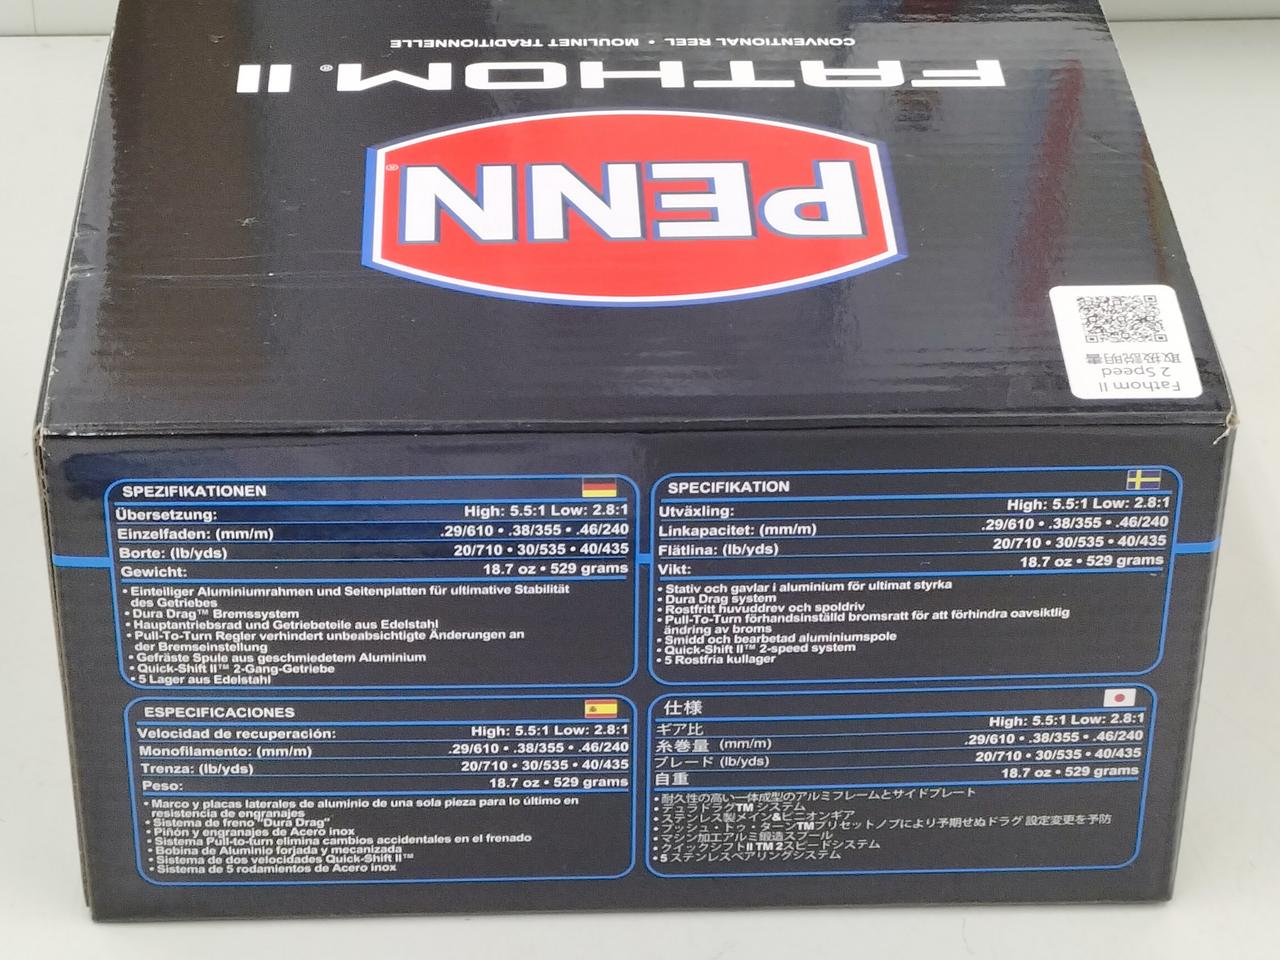 CONVENTIONAL REEL • MOULINET TRADITIONNELLE
FATHOM II®
PENN®
Fathom II
2 Speed
取扱説明書
SPEZIFIKATIONEN
Übersetzung: High: 5.5:1 Low: 2.8:1
Einzelfaden: (mm/m) .29/610 • .38/355 • .46/240
Borte: (lb/yds) 20/710 • 30/535 • 40/435
Gewicht: 18.7 oz • 529 grams
• Einteiliger Aluminiumrahmen und Seitenplatten für ultimative Stabilität
des Getriebes
• Dura Drag™ Bremssystem
• Hauptantriebsrad und Getriebeteile aus Edelstahl
• Pull-To-Turn Regler verhindert unbeabsichtigte Änderungen an
der Bremseinstellung
• Gefräste Spule aus geschmiedetem Aluminium
• Quick-Shift II™ 2-Gang-Getriebe
• 5 Lager aus Edelstahl
SPECIFIKATION
Utväxling: High: 5.5:1 Low: 2.8:1
Linkapacitet: (mm/m) .29/610 • .38/355 • .46/240
Flätlina: (lb/yds) 20/710 • 30/535 • 40/435
Vikt: 18.7 oz • 529 grams
• Stativ och gavlar i aluminium för ultimat styrka
• Dura Drag system
• Rostfritt huvuddrev och spoldriv
• Pull-To-Turn förhandsinställd bromsratt för att förhindra oavsiktlig
ändring av broms
• Smidd och bearbetad aluminiumspole
• Quick-Shift II™ 2-speed system
• 5 Rostfria kullager
ESPECIFICACIONES
Velocidad de recuperación: High: 5.5:1 Low: 2.8:1
Monofilamento: (mm/m) .29/610 • .38/355 • .46/240
Trenza: (lb/yds) 20/710 • 30/535 • 40/435
Peso: 18.7 oz • 529 grams
• Marco y placas laterales de aluminio de una sola pieza para lo último en
resistencia de engranajes
• Sistema de freno "Dura Drag"
• Piñón y engranajes de Acero inox
• Sistema Pull-to-turn elimina cambios accidentales en el frenado
• Bobina de Aluminio forjada y mecanizada
• Sistema de dos velocidades Quick-Shift II™
• Sistema de 5 rodamientos de Acero inox
仕様
ギア比 High: 5.5:1 Low: 2.8:1
糸巻量 (mm/m) .29/610 • .38/355 • .46/240
ブレード (lb/yds) 20/710 • 30/535 • 40/435
自重 18.7 oz • 529 grams
• 耐久性の高い一体成型のアルミフレームとサイドプレート
• デュラドラグTM システム
• ステンレス製メイン&ピニオンギア
• プッシュ・トゥ・ターンTMプリセットノブにより予期せぬドラグ 設定変更を予防
• マシン加工アルミ鍛造スプール
• クイックシフトII TM 2スピードシステム
• 5 ステンレスベアリングシステム